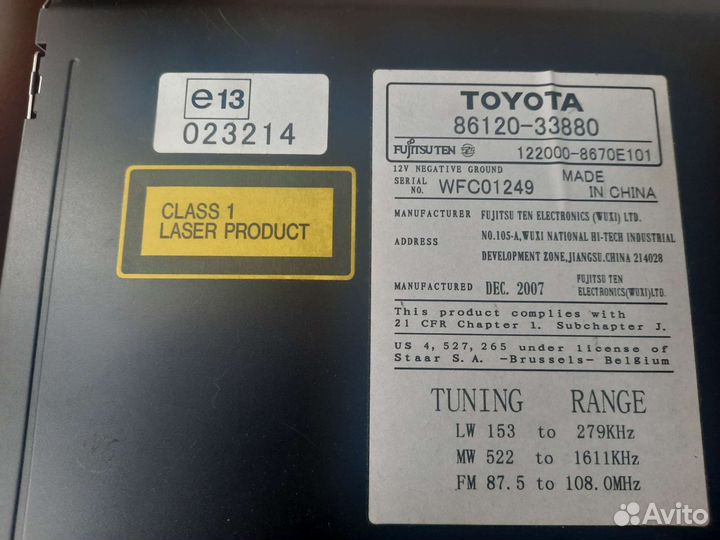 e13
023214
CLASS 1
LASER PRODUCT
TOYOTA
86120-33880
FUJITSU TEN 122000-8670E101
12V NEGATIVE GROUND
SERIAL NO. WFC01249 MADE IN CHINA
MANUFACTURER FUJITSU TEN ELECTRONICS (WUXI) LTD.
ADDRESS NO.105-A,WUXI NATIONAL HI-TECH INDUSTRIAL
DEVELOPMENT ZONE,JIANGSU.CHINA 214028
MANUFACTURED DEC. 2007 FUJITSU TEN
ELECTRONICS(WUXI)LTD.
This product complies with
21 CFR Chapter 1. Subchapter J.
US 4, 527, 265 under license of
Staar S. A. -Brussels- Belgium
TUNING RANGE
LW 153 to 279KHz
MW 522 to 1611KHz
FM 87.5 to 108.0MHz
Avito